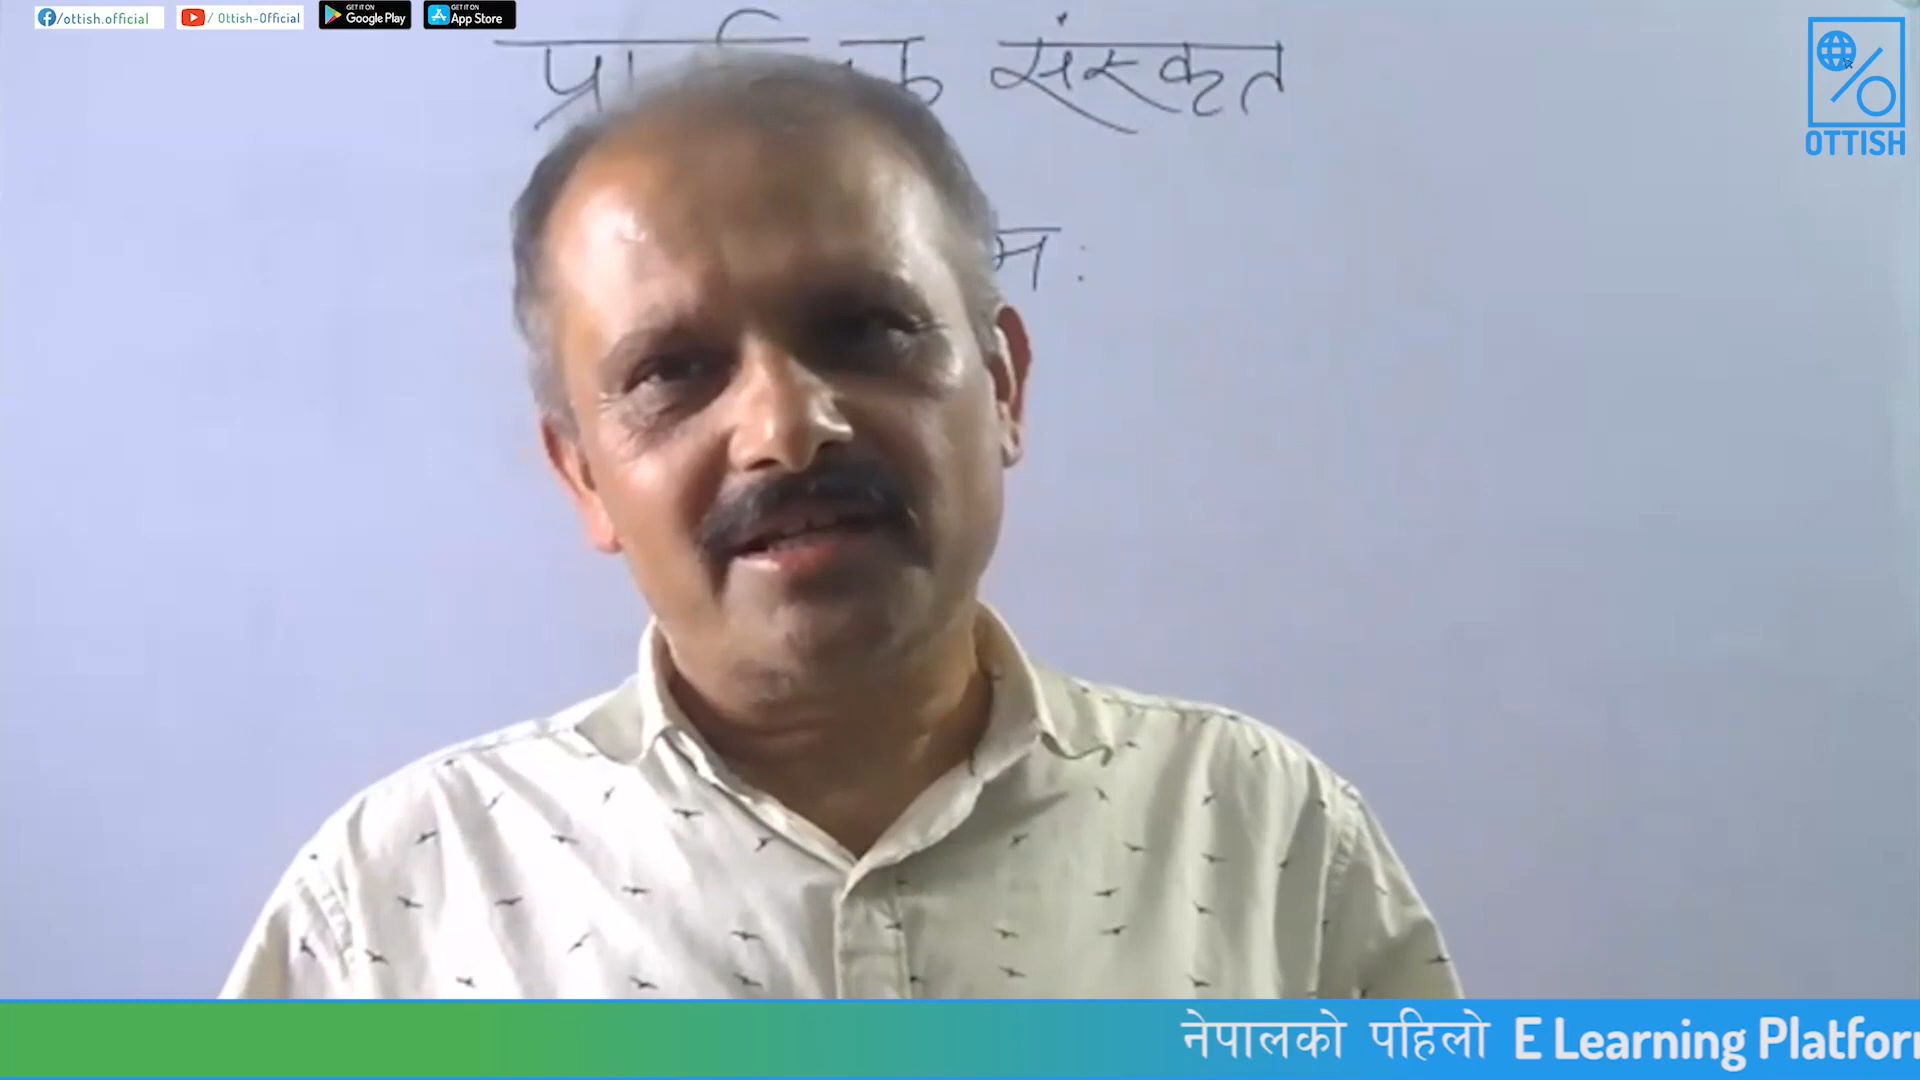 /ottish.official
/ Ottish-Official
GET IT ON
Google Play
GET IT ON
App Store
संस्कृत
OTTISH
नेपालको पहिलो E Learning Platfor